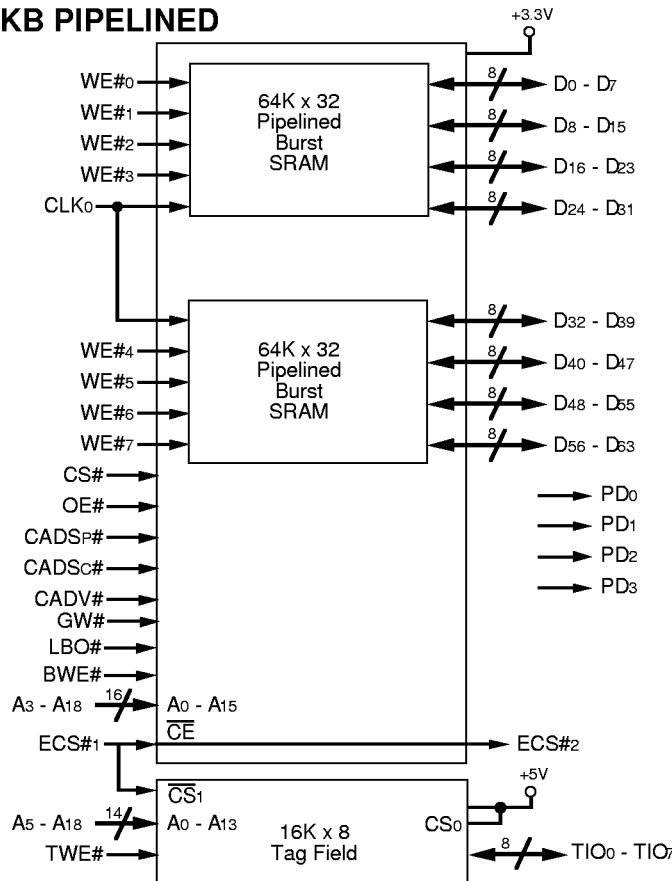 KB PIPELINED
+3.3V
WE#0
WE#1
WE#2
WE#3
CLK0
64K x 32
Pipelined
Burst
SRAM
8
D0 - D7
8
D8 - D15
8
D16 - D23
8
D24 - D31
WE#4
WE#5
WE#6
WE#7
64K x 32
Pipelined
Burst
SRAM
8
D32 - D39
8
D40 - D47
8
D48 - D55
8
D56 - D63
CS#
OE#
CADSP#
CADSC#
CADV#
GW#
LBO#
BWE#
PD0
PD1
PD2
PD3
A3 - A18
16
A0 - A15
CE
ECS#1
ECS#2
+5V
CS1
A5 - A18
14
A0 - A13
CS0
TWE#
16K x 8
Tag Field
8
TIO0 - TIO7